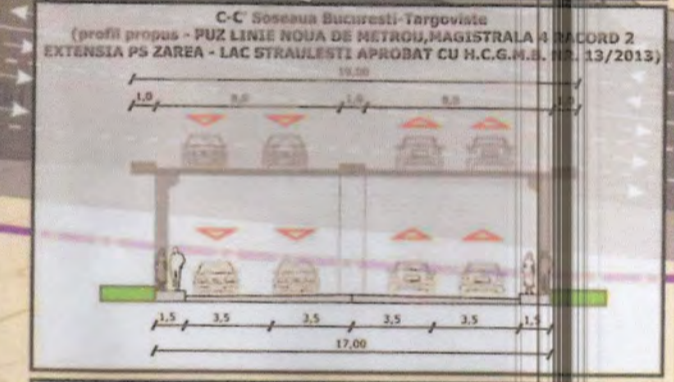 C-C' Soseaua Bucuresti-Targoviste
(profil propus - PUZ LINIE NOUA DE METROU,MAGISTRALA 4 RACORD 2
EXTENSIA PS ZAREA - LAC STRAULESTI APROBAT CU H.C.G.M.B. NR. 13/2013)
19,00
1,0 8,0 1,0 8,0 1,0
1,5 3,5 3,5 3,5 3,5 1,5
17,00